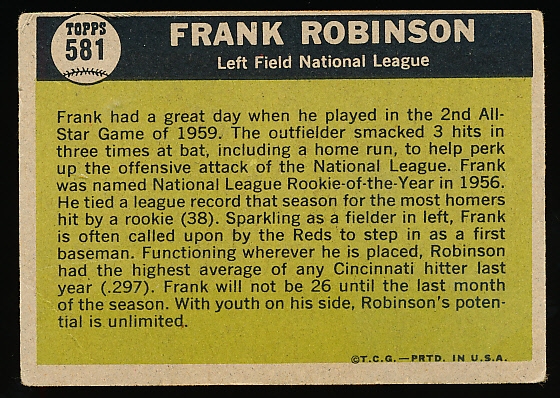 TOPPS
581
FRANK ROBINSON
Left Field National League
Frank had a great day when he played in the 2nd All-
Star Game of 1959. The outfielder smacked 3 hits in
three times at bat, including a home run, to help perk
up the offensive attack of the National League. Frank
was named National League Rookie-of-the-Year in 1956.
He tied a league record that season for the most homers
hit by a rookie (38). Sparkling as a fielder in left, Frank
is often called upon by the Reds to step in as a first
baseman. Functioning wherever he is placed, Robinson
had the highest average of any Cincinnati hitter last
year (.297). Frank will not be 26 until the last month
of the season. With youth on his side, Robinson's poten-
tial is unlimited.
©T.C.G.—PRTD. IN U.S.A.